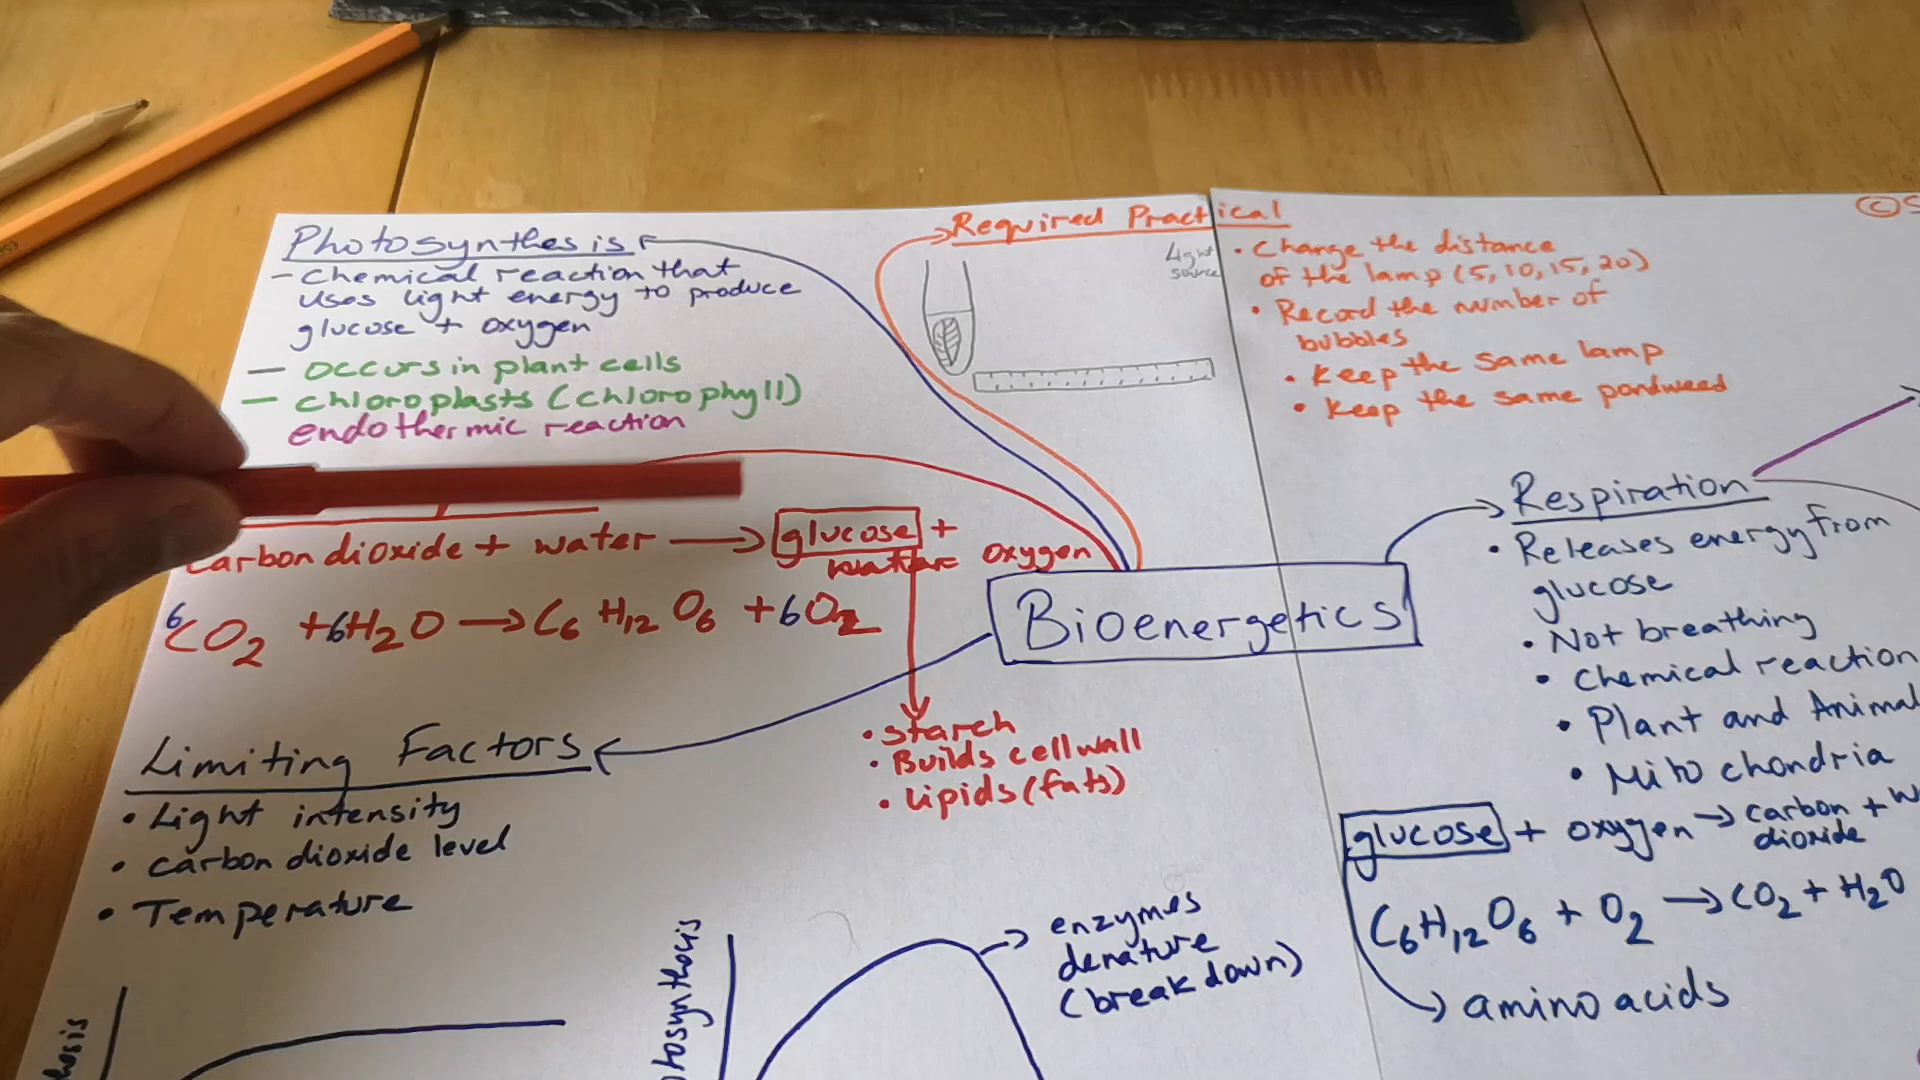 Photosynthesis
- Chemical reaction that
uses light energy to produce
glucose + oxygen
- occurs in plant cells
- chloroplasts (chlorophyll)
endothermic reaction
carbon dioxide + water → glucose +
oxygen
6CO2 + 6H2O → C6H12O6 + 6O2
• starch
• Builds cell wall
• Lipids (fats)
Required Practical
Light
source
• Change the distance
of the lamp (5, 10, 15, 20)
• Record the number of
bubbles
• Keep the same lamp
• Keep the same pondweed
Bioenergetics
Limiting Factors
• Light intensity
• carbon dioxide level
• Temperature
enzymes
denature
(break down)
Respiration
• Releases energy from
glucose
• Not breathing
• Chemical reaction
• Plant and Animal
• Mitochondria
glucose + oxygen → carbon + W
dioxide
C6H12O6 + O2 → CO2 + H2O
amino acids
© S